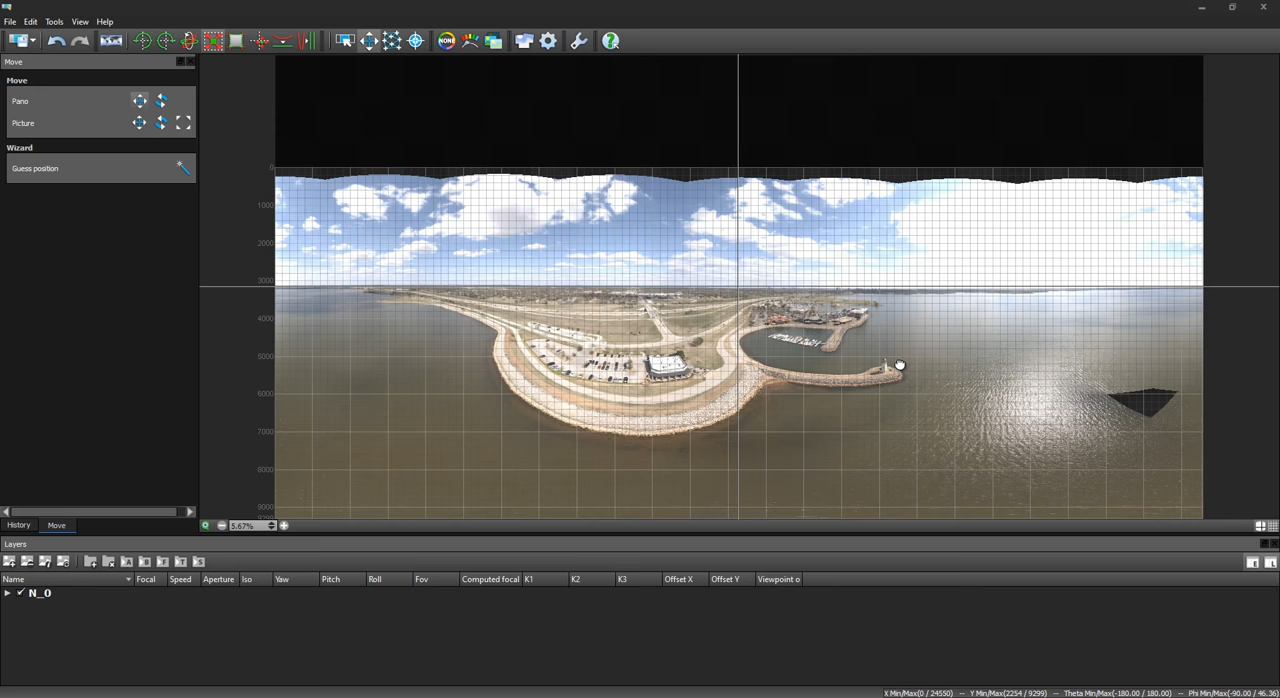 File Edit Tools View Help
NONE
Move
Move
Pano
Picture
Wizard
Guess position
0
1000
2000
3000
4000
5000
6000
7000
8000
9000
History Move
5.67%
Layers
A B F T S E L
Name Focal Speed Aperture Iso Yaw Pitch Roll Fov Computed focal K1 K2 K3 Offset X Offset Y Viewpoint o
N_0
X Min/Max(0 / 24550) -- Y Min/Max(2254 / 9299) -- Theta Min/Max(-180.00 / 180.00) -- Phi Min/Max(-90.00 / 46.36)